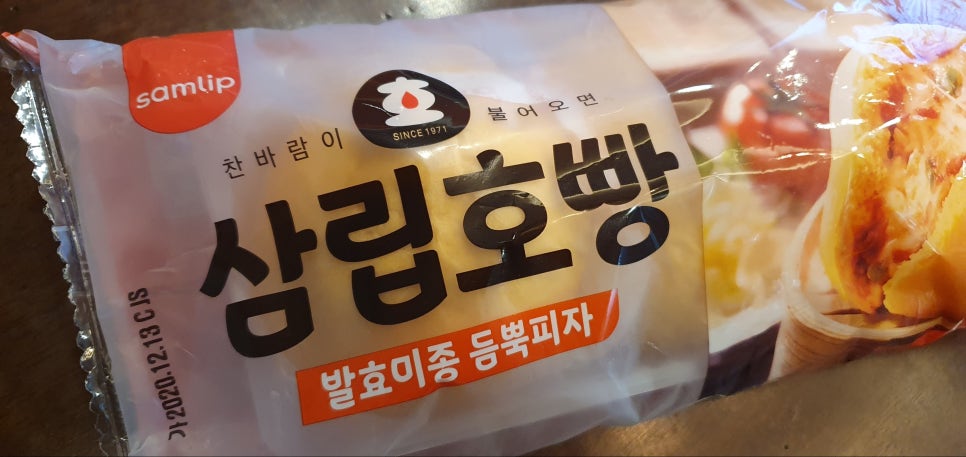 samlip
호
SINCE 1971
찬바람이 불어오면
삼립호빵
발효미종 듬뿍피자
가2020.12.13 C JS